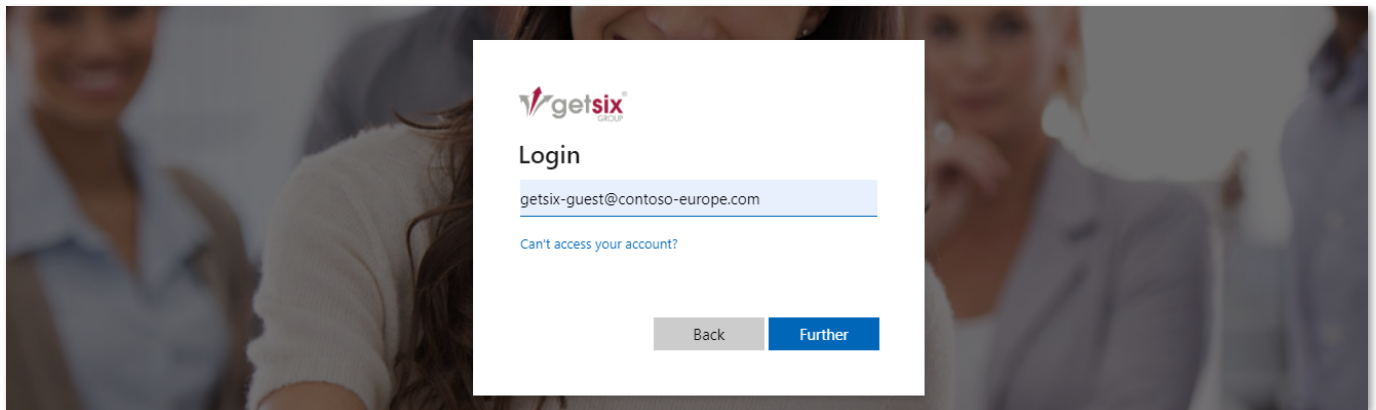 getsix®
GROUP
Login
getsix-guest@contoso-europe.com
Can't access your account?
Back
Further